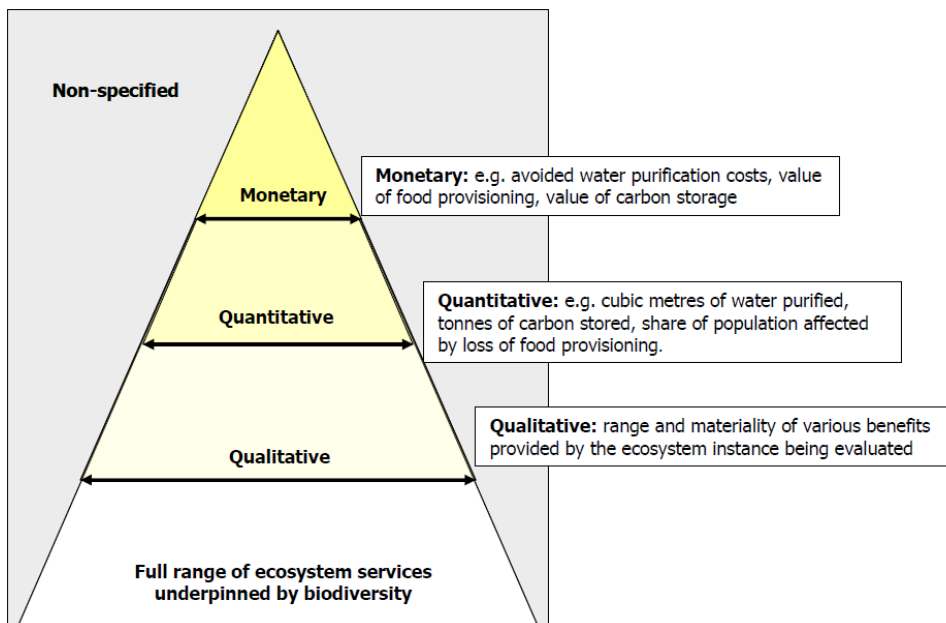 Non-specified
Monetary
Monetary: e.g. avoided water purification costs, value
of food provisioning, value of carbon storage
Quantitative
Quantitative: e.g. cubic metres of water purified,
tonnes of carbon stored, share of population affected
by loss of food provisioning.
Qualitative
Qualitative: range and materiality of various benefits
provided by the ecosystem instance being evaluated
Full range of ecosystem services
underpinned by biodiversity